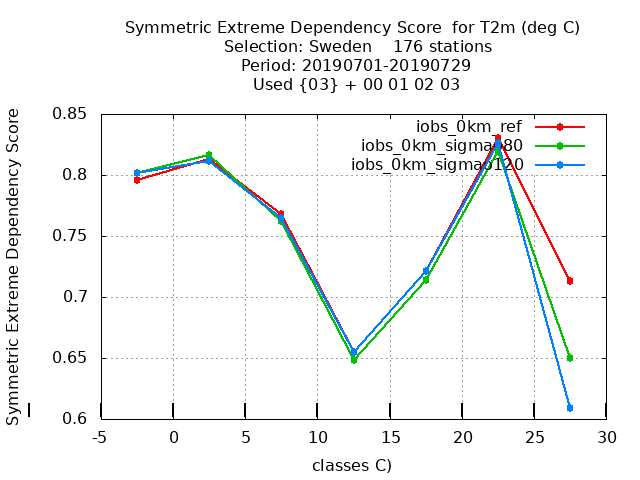 Symmetric Extreme Dependency Score  for T2m (deg C)
Selection: Sweden    176 stations
Period: 20190701-20190729
Used {03} + 00 01 02 03
Symmetric Extreme Dependency Score
0.85
0.8
0.75
0.7
0.65
0.6
iobs_0km_ref
iobs_0km_sigmao80
iobs_0km_sigmao120
-5 0 5 10 15 20 25 30
classes C)